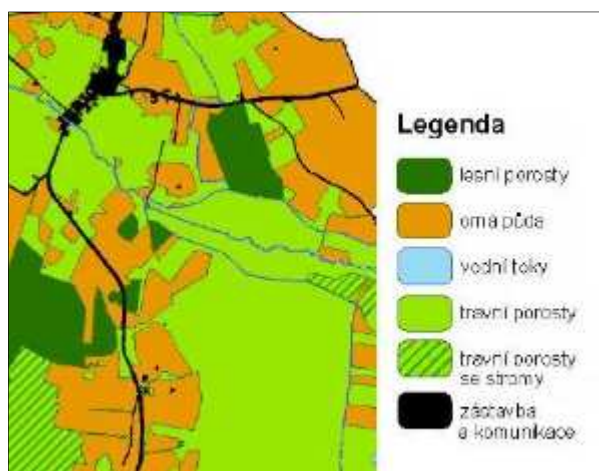 Legenda
lesní porosty
orná půda
vodní toky
travní porosty
travní porosty
se stromy
zástavba
a komunikace